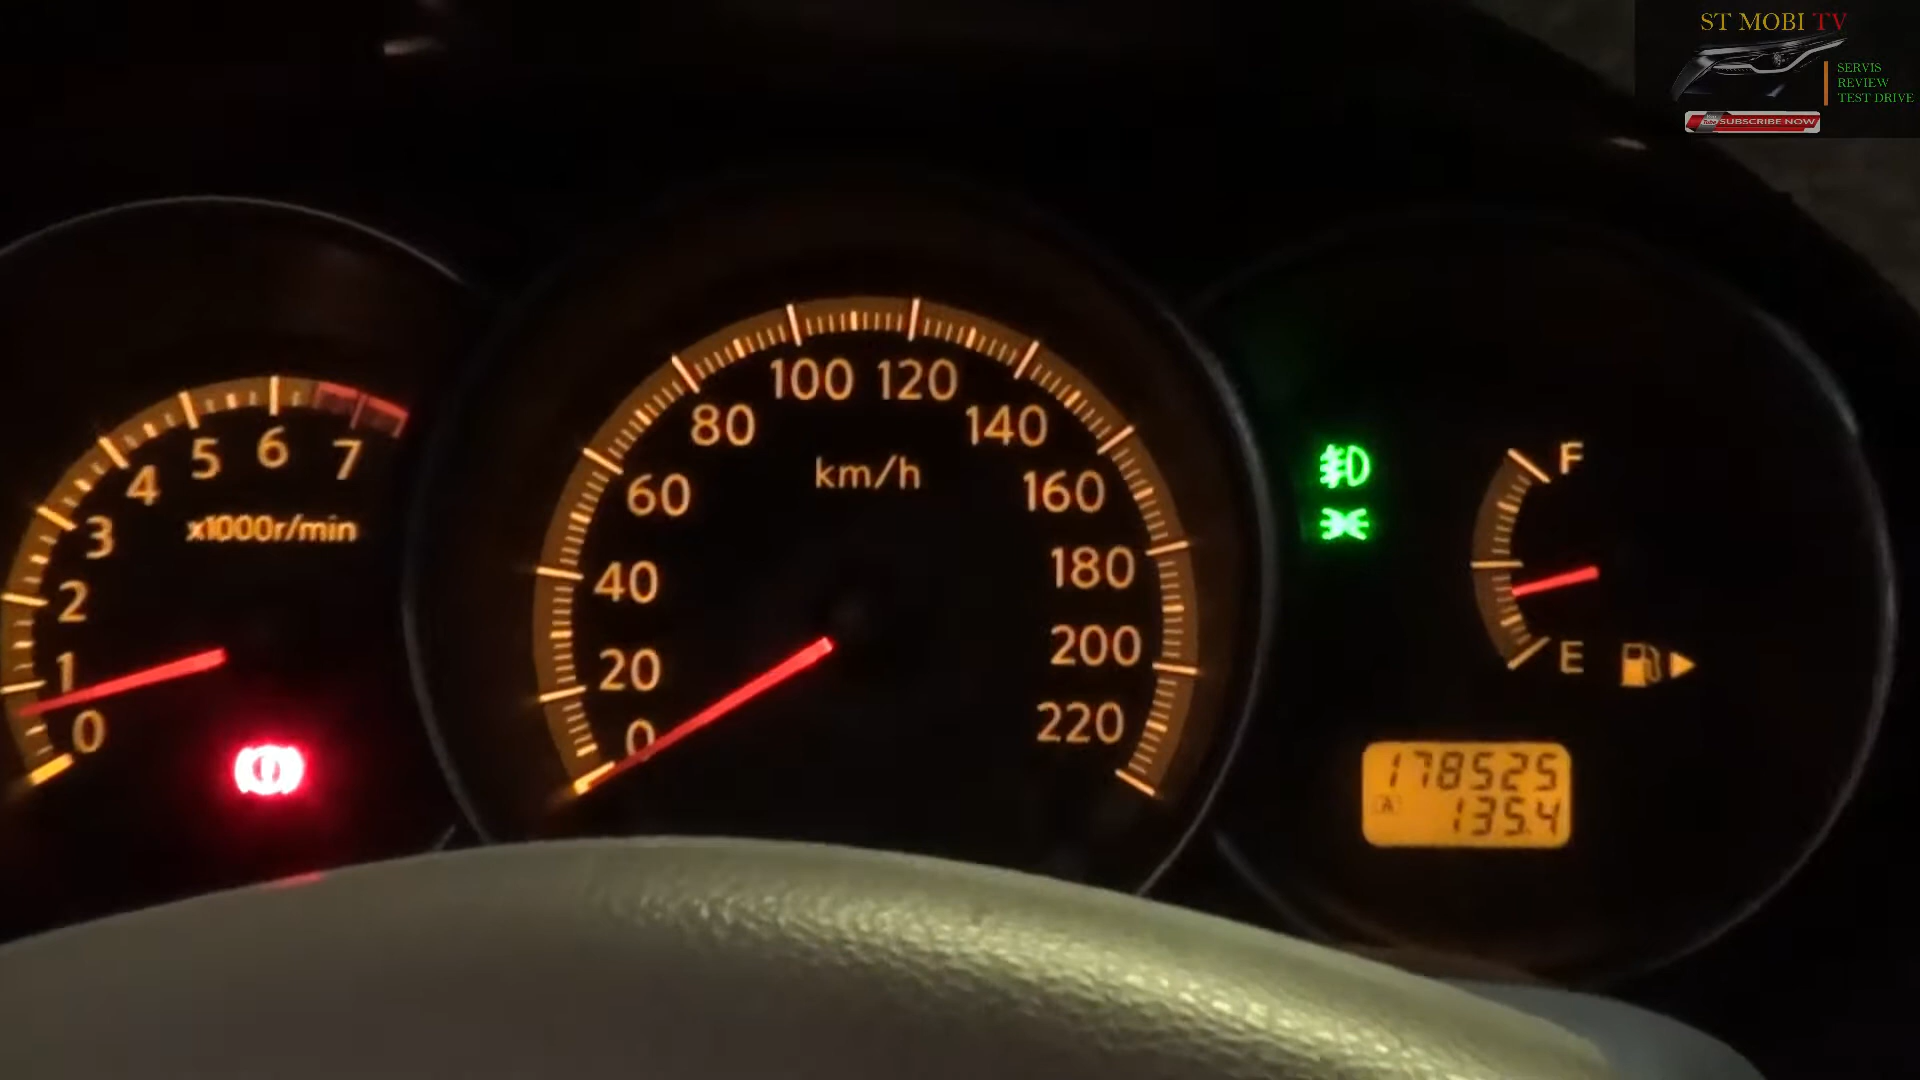 ST MOBI TV
SERVIS
REVIEW
TEST DRIVE
SUBSCRIBE NOW
0
1
2
3
4
5
6
7
x1000r/min
0
20
40
60
80
100
120
140
160
180
200
220
km/h
F
E
178525
A 135.4